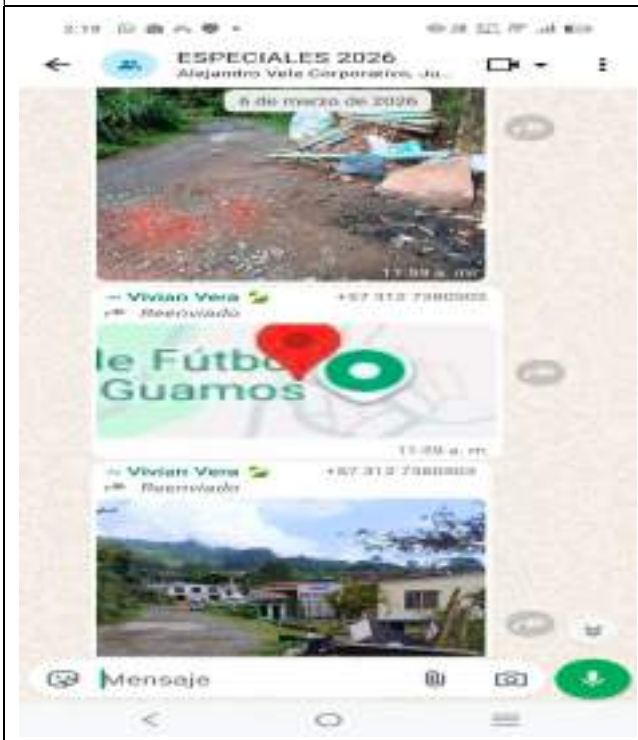 ESPECIALES 2026
Alejandro Vela Corporativo, Ju...
6 de marzo de 2026
11:59 a. m.
~ Vivian Vera
Reenviado
le Fútbo
Guamos
11:59 a. m.
~ Vivian Vera
Reenviado
Mensaje